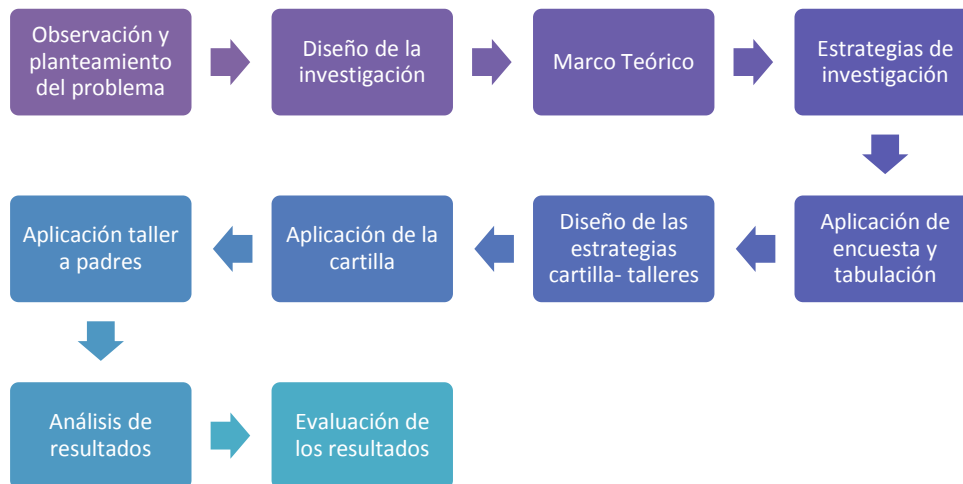 Observación y
planteamiento
del problema
Diseño de la
investigación
Marco Teórico
Estrategias de
investigación
Aplicación de
encuesta y
tabulación
Diseño de las
estrategias
cartilla- talleres
Aplicación de la
cartilla
Aplicación taller
a padres
Análisis de
resultados
Evaluación de
los resultados